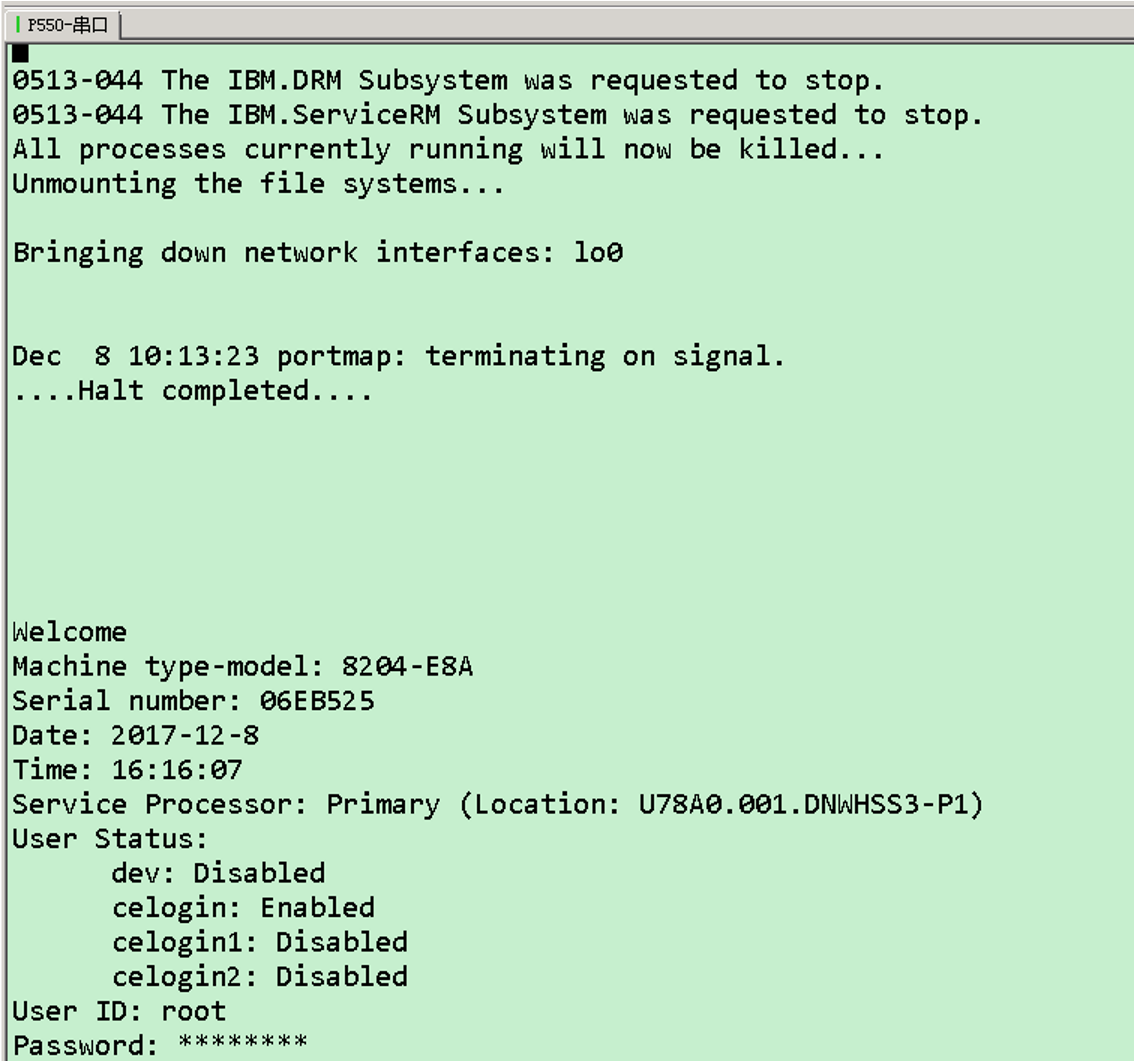 P550-串口
0513-044 The IBM.DRM Subsystem was requested to stop.
0513-044 The IBM.ServiceRM Subsystem was requested to stop.
All processes currently running will now be killed...
Unmounting the file systems...
Bringing down network interfaces: lo0
Dec  8 10:13:23 portmap: terminating on signal.
....Halt completed....
Welcome
Machine type-model: 8204-E8A
Serial number: 06EB525
Date: 2017-12-8
Time: 16:16:07
Service Processor: Primary (Location: U78A0.001.DNWHSS3-P1)
User Status:
dev: Disabled
celogin: Enabled
celogin1: Disabled
celogin2: Disabled
User ID: root
Password: ********